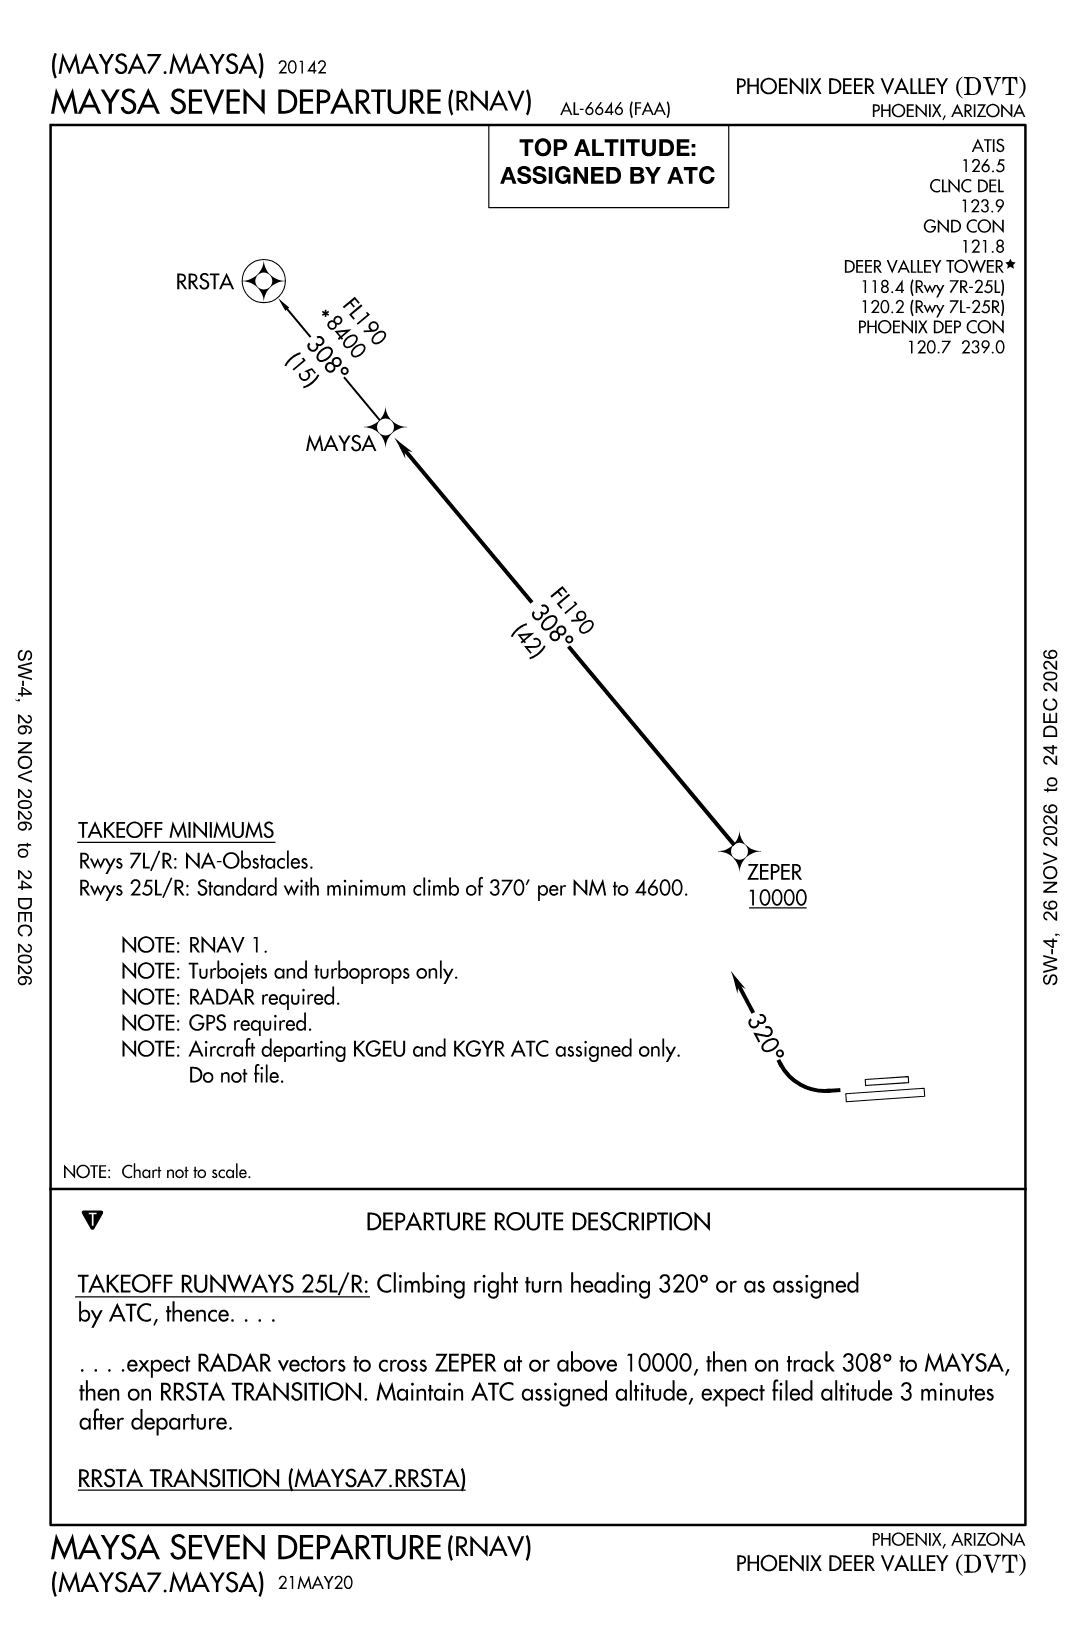 (MAYSA7.MAYSA) 20142
MAYSA SEVEN DEPARTURE (RNAV)
AL-6646 (FAA)
PHOENIX DEER VALLEY (DVT)
PHOENIX, ARIZONA
TOP ALTITUDE:
ASSIGNED BY ATC
ATIS
126.5
CLNC DEL
123.9
GND CON
121.8
DEER VALLEY TOWER★
118.4 (Rwy 7R-25L)
120.2 (Rwy 7L-25R)
PHOENIX DEP CON
120.7 239.0
RRSTA
FL190
*8400
308°
(15)
MAYSA
FL190
308°
(42)
SW-4, 26 NOV 2026 to 24 DEC 2026
SW-4, 26 NOV 2026 to 24 DEC 2026
TAKEOFF MINIMUMS
Rwys 7L/R: NA-Obstacles.
Rwys 25L/R: Standard with minimum climb of 370’ per NM to 4600.
ZEPER
10000
NOTE: RNAV 1.
NOTE: Turbojets and turboprops only.
NOTE: RADAR required.
NOTE: GPS required.
NOTE: Aircraft departing KGEU and KGYR ATC assigned only.
Do not file.
320°
NOTE: Chart not to scale.
T
DEPARTURE ROUTE DESCRIPTION
TAKEOFF RUNWAYS 25L/R: Climbing right turn heading 320° or as assigned
by ATC, thence. . . .
. . . .expect RADAR vectors to cross ZEPER at or above 10000, then on track 308° to MAYSA,
then on RRSTA TRANSITION. Maintain ATC assigned altitude, expect filed altitude 3 minutes
after departure.
RRSTA TRANSITION (MAYSA7.RRSTA)
MAYSA SEVEN DEPARTURE (RNAV)
(MAYSA7.MAYSA) 21MAY20
PHOENIX, ARIZONA
PHOENIX DEER VALLEY (DVT)